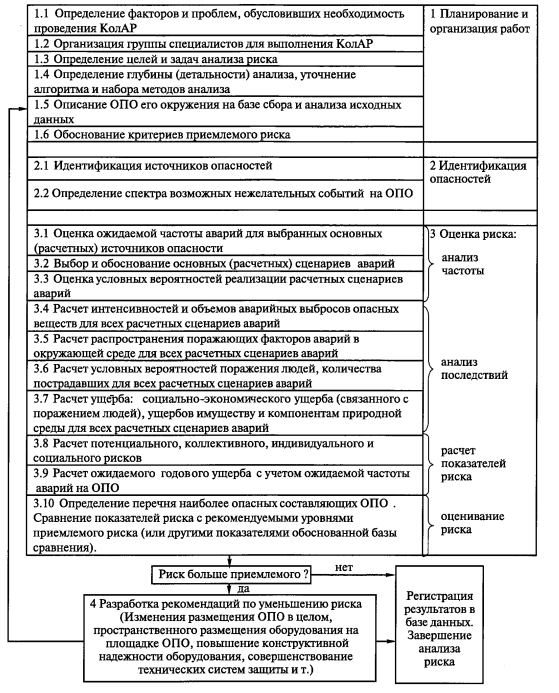 1.1 Определение факторов и проблем, обусловивших необходимость
проведения КолАР
1 Планирование и
организация работ
1.2 Организация группы специалистов для выполнения КолАР
1.3 Определение целей и задач анализа риска
1.4 Определение глубины (детальности) анализа, уточнение
алгоритма и набора методов анализа
1.5 Описание ОПО его окружения на базе сбора и анализа исходных
данных
1.6 Обоснование критериев приемлемого риска
2.1 Идентификация источников опасностей
2 Идентификация
опасностей
2.2 Определение спектра возможных нежелательных событий на ОПО
3.1 Оценка ожидаемой частоты аварий для выбранных основных
(расчетных) источников опасности
3 Оценка риска:
анализ
частоты
3.2 Выбор и обоснование основных (расчетных) сценариев аварий
3.3 Оценка условных вероятностей реализации расчетных сценариев
аварий
3.4 Расчет интенсивностей и объемов аварийных выбросов опасных
веществ для всех расчетных сценариев аварий
3.5 Расчет распространения поражающих факторов аварий в
окружающей среде для всех расчетных сценариев аварий
анализ
последствий
3.6 Расчет условных вероятностей поражения людей, количества
пострадавших для всех расчетных сценариев аварий
3.7 Расчет ущерба: социально-экономического ущерба (связанного с
поражением людей), ущербов имуществу и компонентам природной
среды для всех расчетных сценариев аварий
3.8 Расчет потенциального, коллективного, индивидуального и
социального рисков
расчет
показателей
риска
3.9 Расчет ожидаемого годового ущерба с учетом ожидаемой частоты
аварий на ОПО
3.10 Определение перечня наиболее опасных составляющих ОПО .
Сравнение показателей риска с рекомендуемыми уровнями
приемлемого риска (или другими показателями обоснованной базы
сравнения).
оценивание
риска
Риск больше приемлемого ?
нет
да
4 Разработка рекомендаций по уменьшению риска
(Изменения размещения ОПО в целом,
пространственного размещения оборудования на
площадке ОПО, повышение конструктивной
надежности оборудования, совершенствование
технических систем защиты и т.)
Регистрация
результатов в
базе данных.
Завершение
анализа
риска